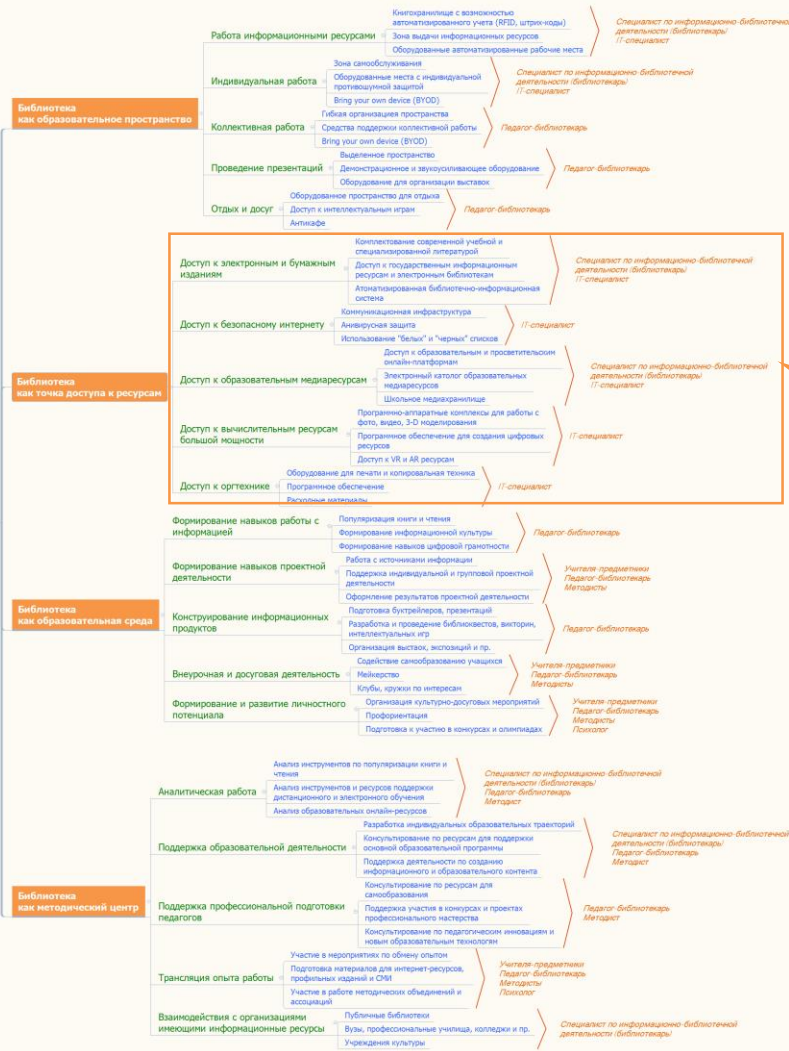 Библиотека
как образовательное пространство
Работа информационными ресурсами
Книгохранилище с возможностью
автоматизированного учета (RFID, штрих-коды)
Зона выдачи информационных ресурсов
Оборудованные автоматизированные рабочие места
Специалист по информационно-библиотечной
деятельности (библиотекарь)
IT-специалист
Индивидуальная работа
Зона самообслуживания
Оборудованные места с индивидуальной
противошумной защитой
Bring your own device (BYOD)
Специалист по информационно-библиотечной
деятельности (библиотекарь)
IT-специалист
Коллективная работа
Гибкая организацияея пространства
Средства поддержки коллективной работы
Bring your own device (BYOD)
Педагог-библиотекарь
Проведение презентаций
Выделенное пространство
Демонстрационное и звукоусиливающее оборудование
Оборудование для организации выставок
Педагог-библиотекарь
Отдых и досуг
Оборудованное пространство для отдыха
Доступ к интеллектуальным играм
Антикафе
Педагог-библиотекарь
Библиотека
как точка доступа к ресурсам
Доступ к электронным и бумажным
изданиям
Комплектование современной учебной и
специализированной литературой
Доступ к государственным информационным
ресурсам и электронным библиотекам
Атоматизированная библиотечно-информационная
система
Специалист по информационно-библиотечной
деятельности (библиотекарь)
IT-специалист
Доступ к безопасному интернету
Коммуникационная инфраструктура
Анивирусная защита
Использование "белых" и "черных" списков
IT-специалист
Доступ к образовательным медиаресурсам
Доступ к образовательным и просветительским
онлайн-платформам
Электронный католог образовательных
медиаресурсов
Школьное медиахранилище
Специалист по информационно-библиотечной
деятельности (библиотекарь)
IT-специалист
Доступ к вычислительным ресурсам
большой мощности
Программно-аппаратные комплексы для работы с
фото, видео, 3-D моделирования
Программное обеспечение для создания цифровых
ресурсов
Доступ к VR и AR ресурсам
IT-специалист
Доступ к оргтехнике
Оборудование для печати и копировальная техника
Программное обеспечение
Расходные материалы
IT-специалист
Библиотека
как образовательная среда
Формирование навыков работы с
информацией
Популяризация книги и чтения
Формирование информационной культуры
Формирование навыков цифровой грамотности
Педагог-библиотекарь
Формирование навыков проектной
деятельности
Работа с источниками информации
Поддержка индивидуальной и групповой проектной
деятельности
Оформление результатов проектной деятельности
Учителя-предметники
Педагог-библиотекарь
Методисты
Конструирование информационных
продуктов
Подготовка буктрейлеров, презентаций
Разработка и проведение библиоквестов, викторин,
интеллектуальных игр
Организация выстаок, экспозиций и пр.
Педагог-библиотекарь
Внеурочная и досуговая деятельность
Содействие самообразованию учащихся
Мейкерство
Клубы, кружки по интересам
Учителя-предметники
Педагог-библиотекарь
Методисты
Формирование и развитие личностного
потенциала
Организация культурно-досуговых мероприятий
Профориентация
Подготовка к участию в конкурсах и олимпиадах
Учителя-предметники
Педагог-библиотекарь
Методисты
Психолог
Библиотека
как методический центр
Аналитическая работа
Анализ инструментов по популяризации книги и
чтения
Анализ инструментов и ресурсов поддержки
дистанционного и электронного обучения
Анализ образовательных онлайн-ресурсов
Специалист по информационно-библиотечной
деятельности (библиотекарь)
Педагог-библиотекарь
Методист
Поддержка образовательной деятельности
Разработка индивидуальных образовательных траекторий
Консультирование по ресурсам для поддержки
основной образовательной программы
Поддержка деятельности по созданию
информационного и образовательного контента
Специалист по информационно-библиотечной
деятельности (библиотекарь)
Педагог-библиотекарь
Методист
Поддержка профессиональной подготовки
педагогов
Консультирование по ресурсам для
самообразования
Поддержка участия в конкурсах и проектах
профессионального мастерства
Консультирование по педагогическим инновациям и
новым образовательным технологям
Педагог-библиотекарь
Методист
Трансляция опыта работы
Участие в мероприятиях по обмену опытом
Подготовка материалов для интернет-ресурсов,
профильных изданий и СМИ
Участие в работе методических объединений и
ассоциаций
Учителя-предметники
Педагог-библиотекарь
Методисты
Психолог
Взаимодействия с организациями
имеющими информационные ресурсы
Публичные библиотеки
Вузы, профессиональные училища, колледжи и пр.
Учреждения культуры
Специалист по информационно-библиотечной
деятельности (библиотекарь)